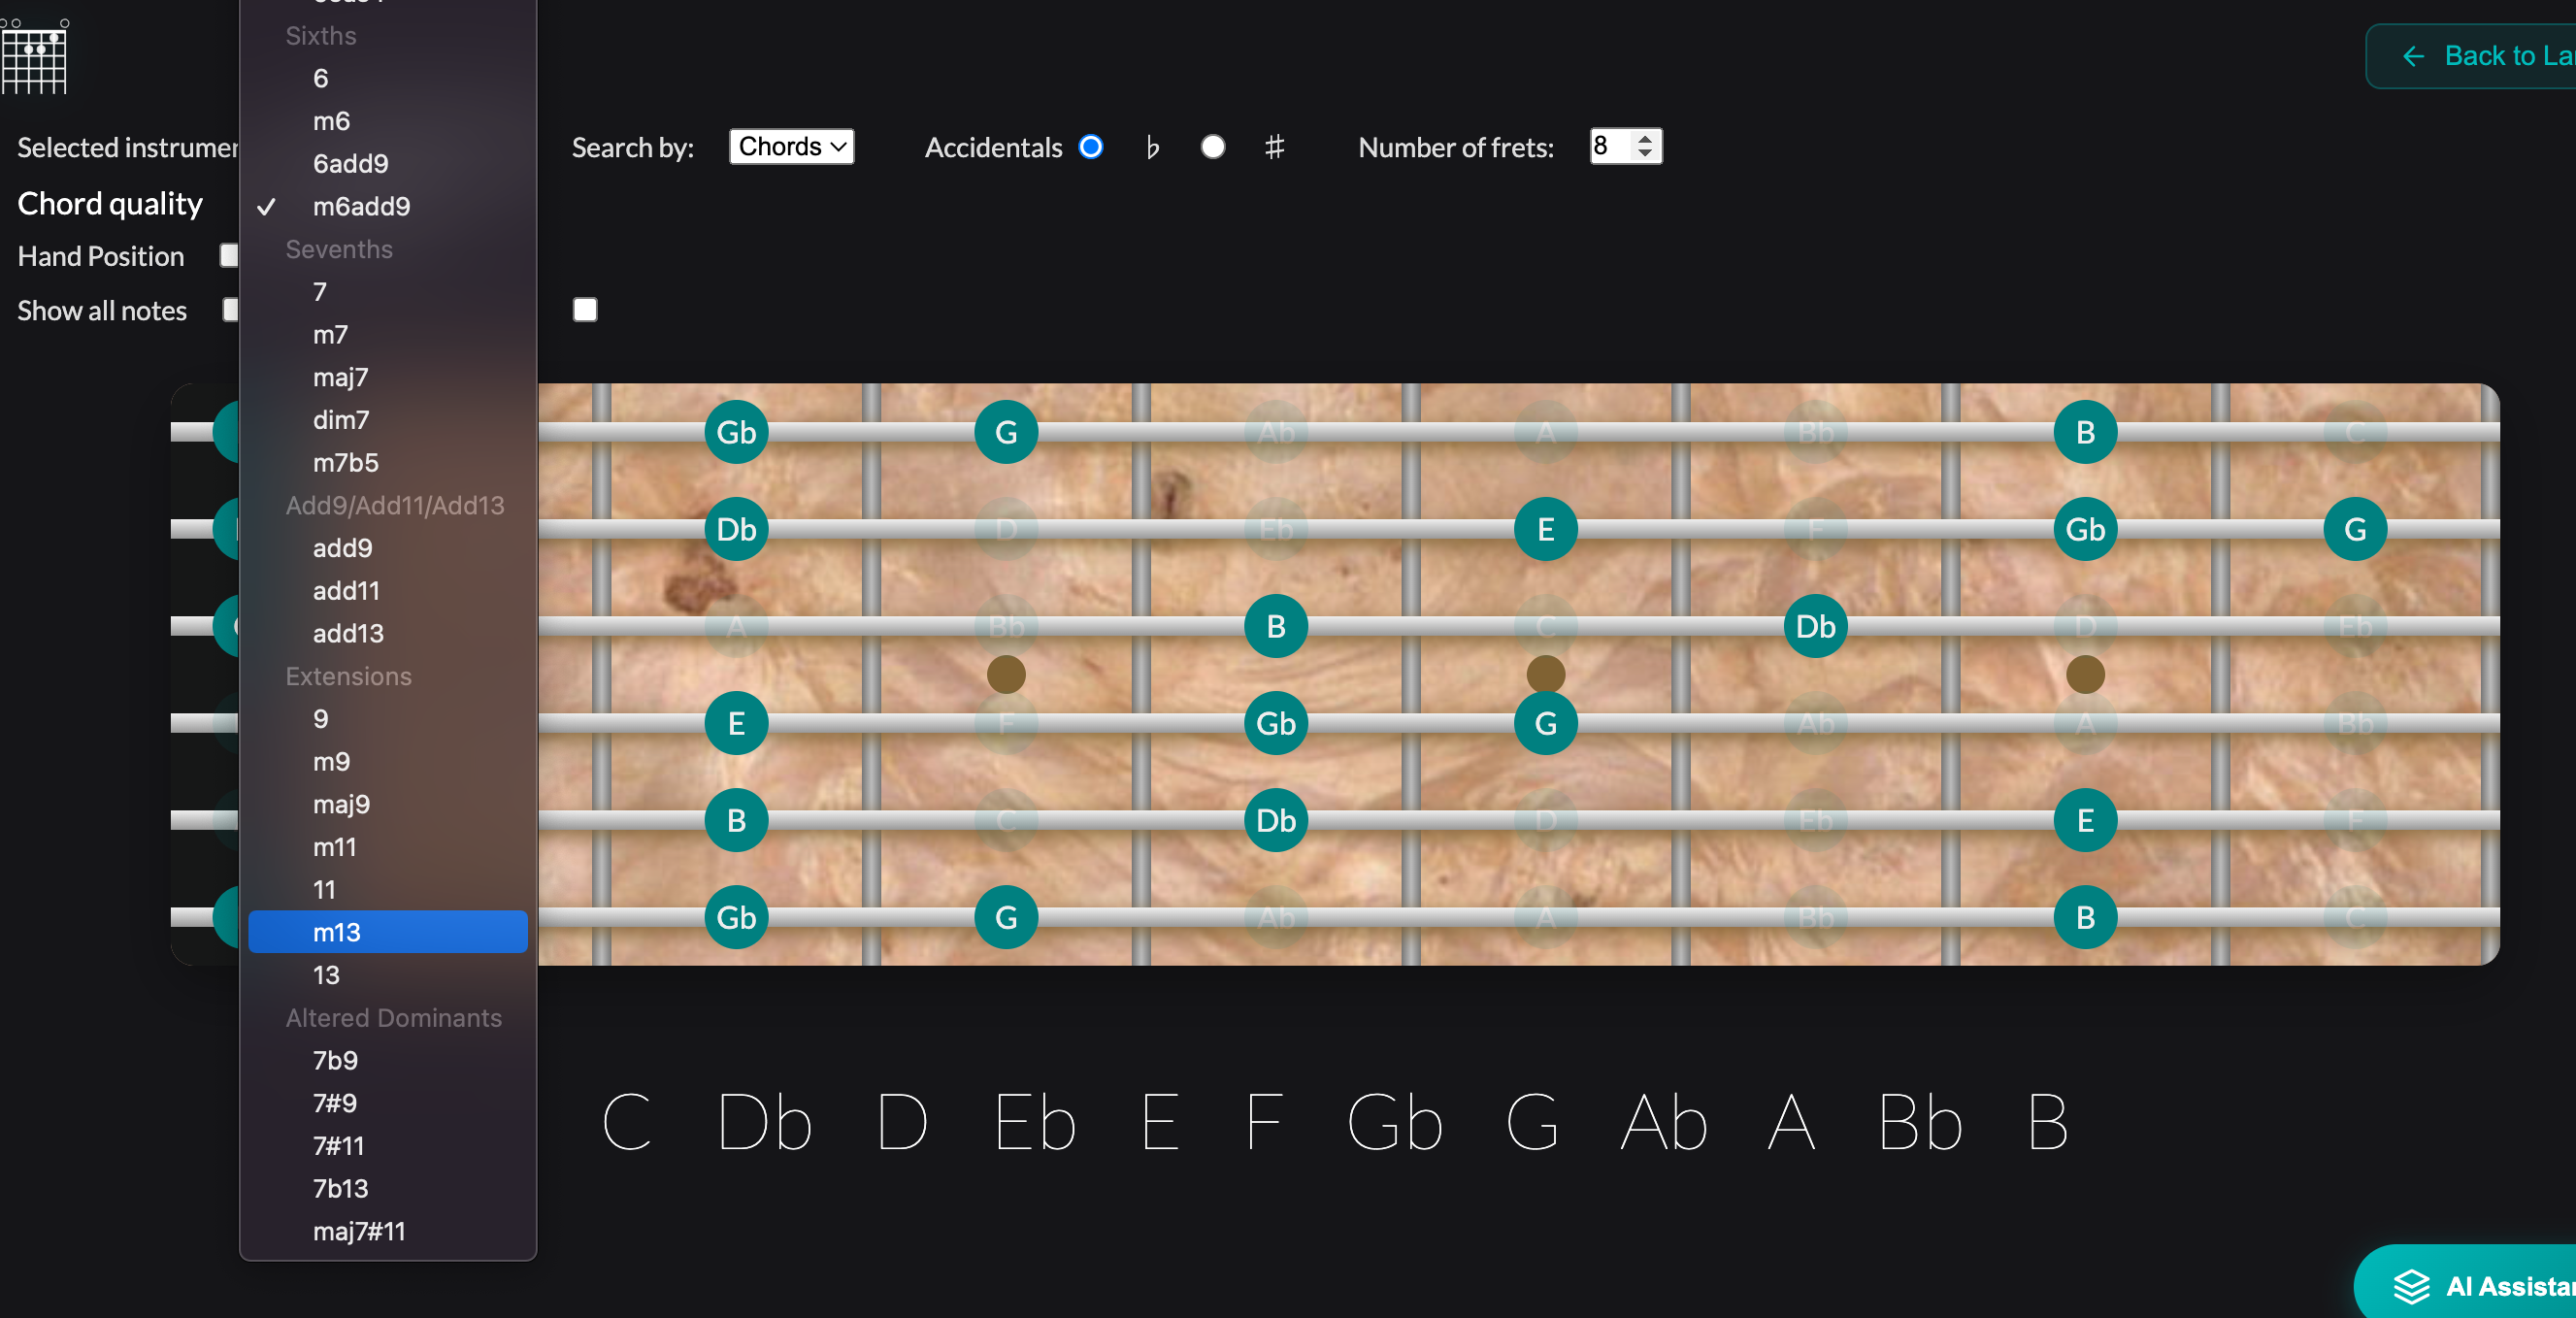 Sixths
6
m6
6add9
✓ m6add9
Sevenths
7
m7
maj7
dim7
m7b5
Add9/Add11/Add13
add9
add11
add13
Extensions
9
m9
maj9
m11
11
m13
13
Altered Dominants
7b9
7#9
7#11
7b13
maj7#11
← Back to
Search by: Chords Accidentals ♭ ♯ Number of frets: 8
Selected
Chord quality
Hand Position
Show all notes
Gb G Ab A Bb B C
Db D Eb E F Gb G
A Bb B C Db D Eb
E F Gb G Ab A Bb
B C Db D Eb E F
Gb G Ab A Bb B C
C Db D Eb E F Gb G Ab A Bb B
AI